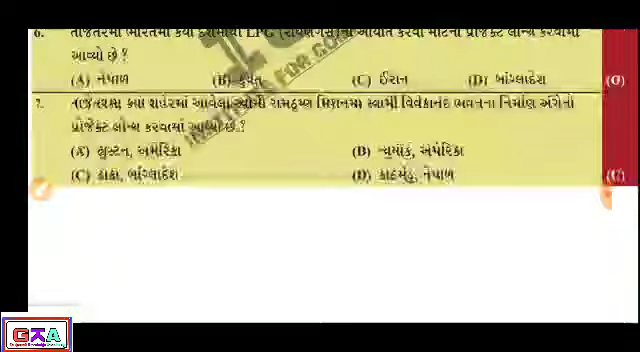 6. તાજેતરમાં ભારતમાં કયા દેશમાંથી LPG (રાંધણગેસ)ની આયાત કરવા માટેનો પ્રોજેક્ટ લોન્ચ કરવામાં
આવ્યો છે ?
(A) નેપાળ (B) કુવૈત (C) ઈરાન (D) બાંગ્લાદેશ
7. તાજેતરમાં કયા શહેરમાં આવેલા સ્વામી રામકૃષ્ણ મિશનમાં સ્વામી વિવેકાનંદ ભવનના નિર્માણ અંગેનો
પ્રોજેક્ટ લોન્ચ કરવામાં આવ્યો છે ?
(A) હ્યુસ્ટન, અમેરિકા (B) ન્યુયોર્ક, અમેરિકા
(C) ઢાકા, બાંગ્લાદેશ (D) કાઠમંડુ, નેપાળ (C)
GKA